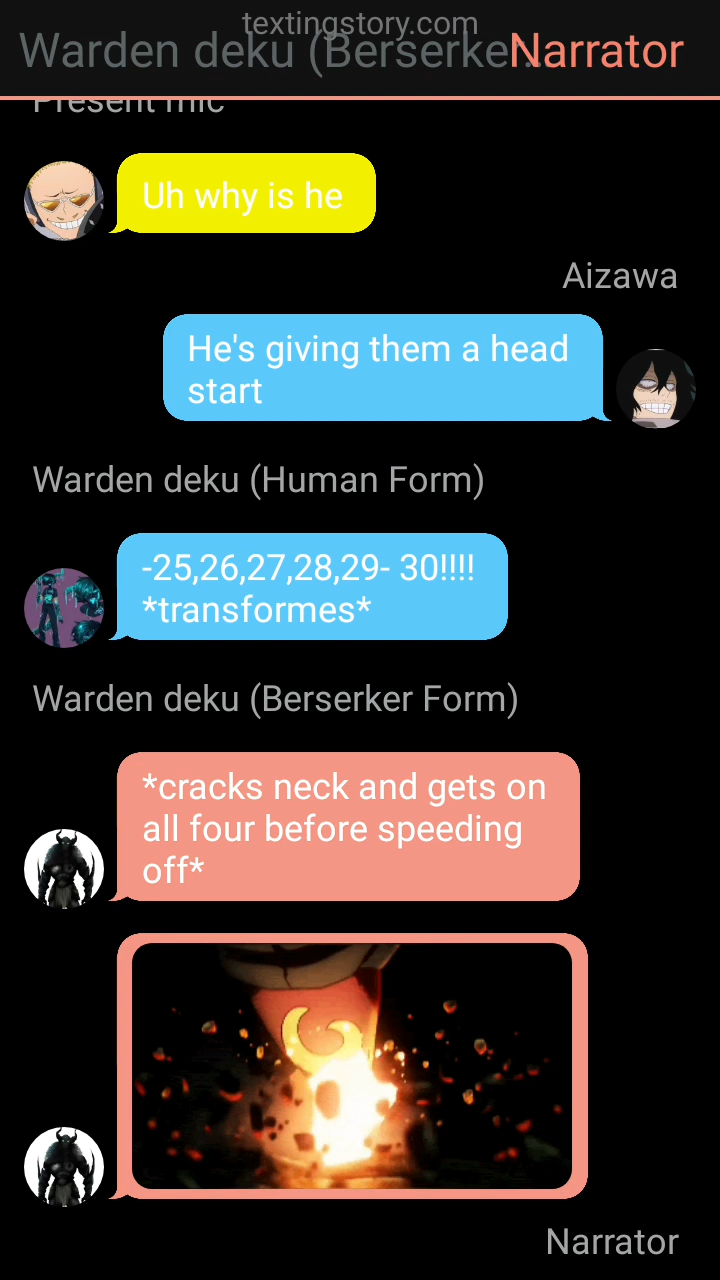 textingstory.com
Warden deku (Berserke
Narrator
Present mic
Uh why is he
Aizawa
He's giving them a head
start
Warden deku (Human Form)
-25,26,27,28,29- 30!!!!
*transformes*
Warden deku (Berserker Form)
*cracks neck and gets on
all four before speeding
off*
Narrator